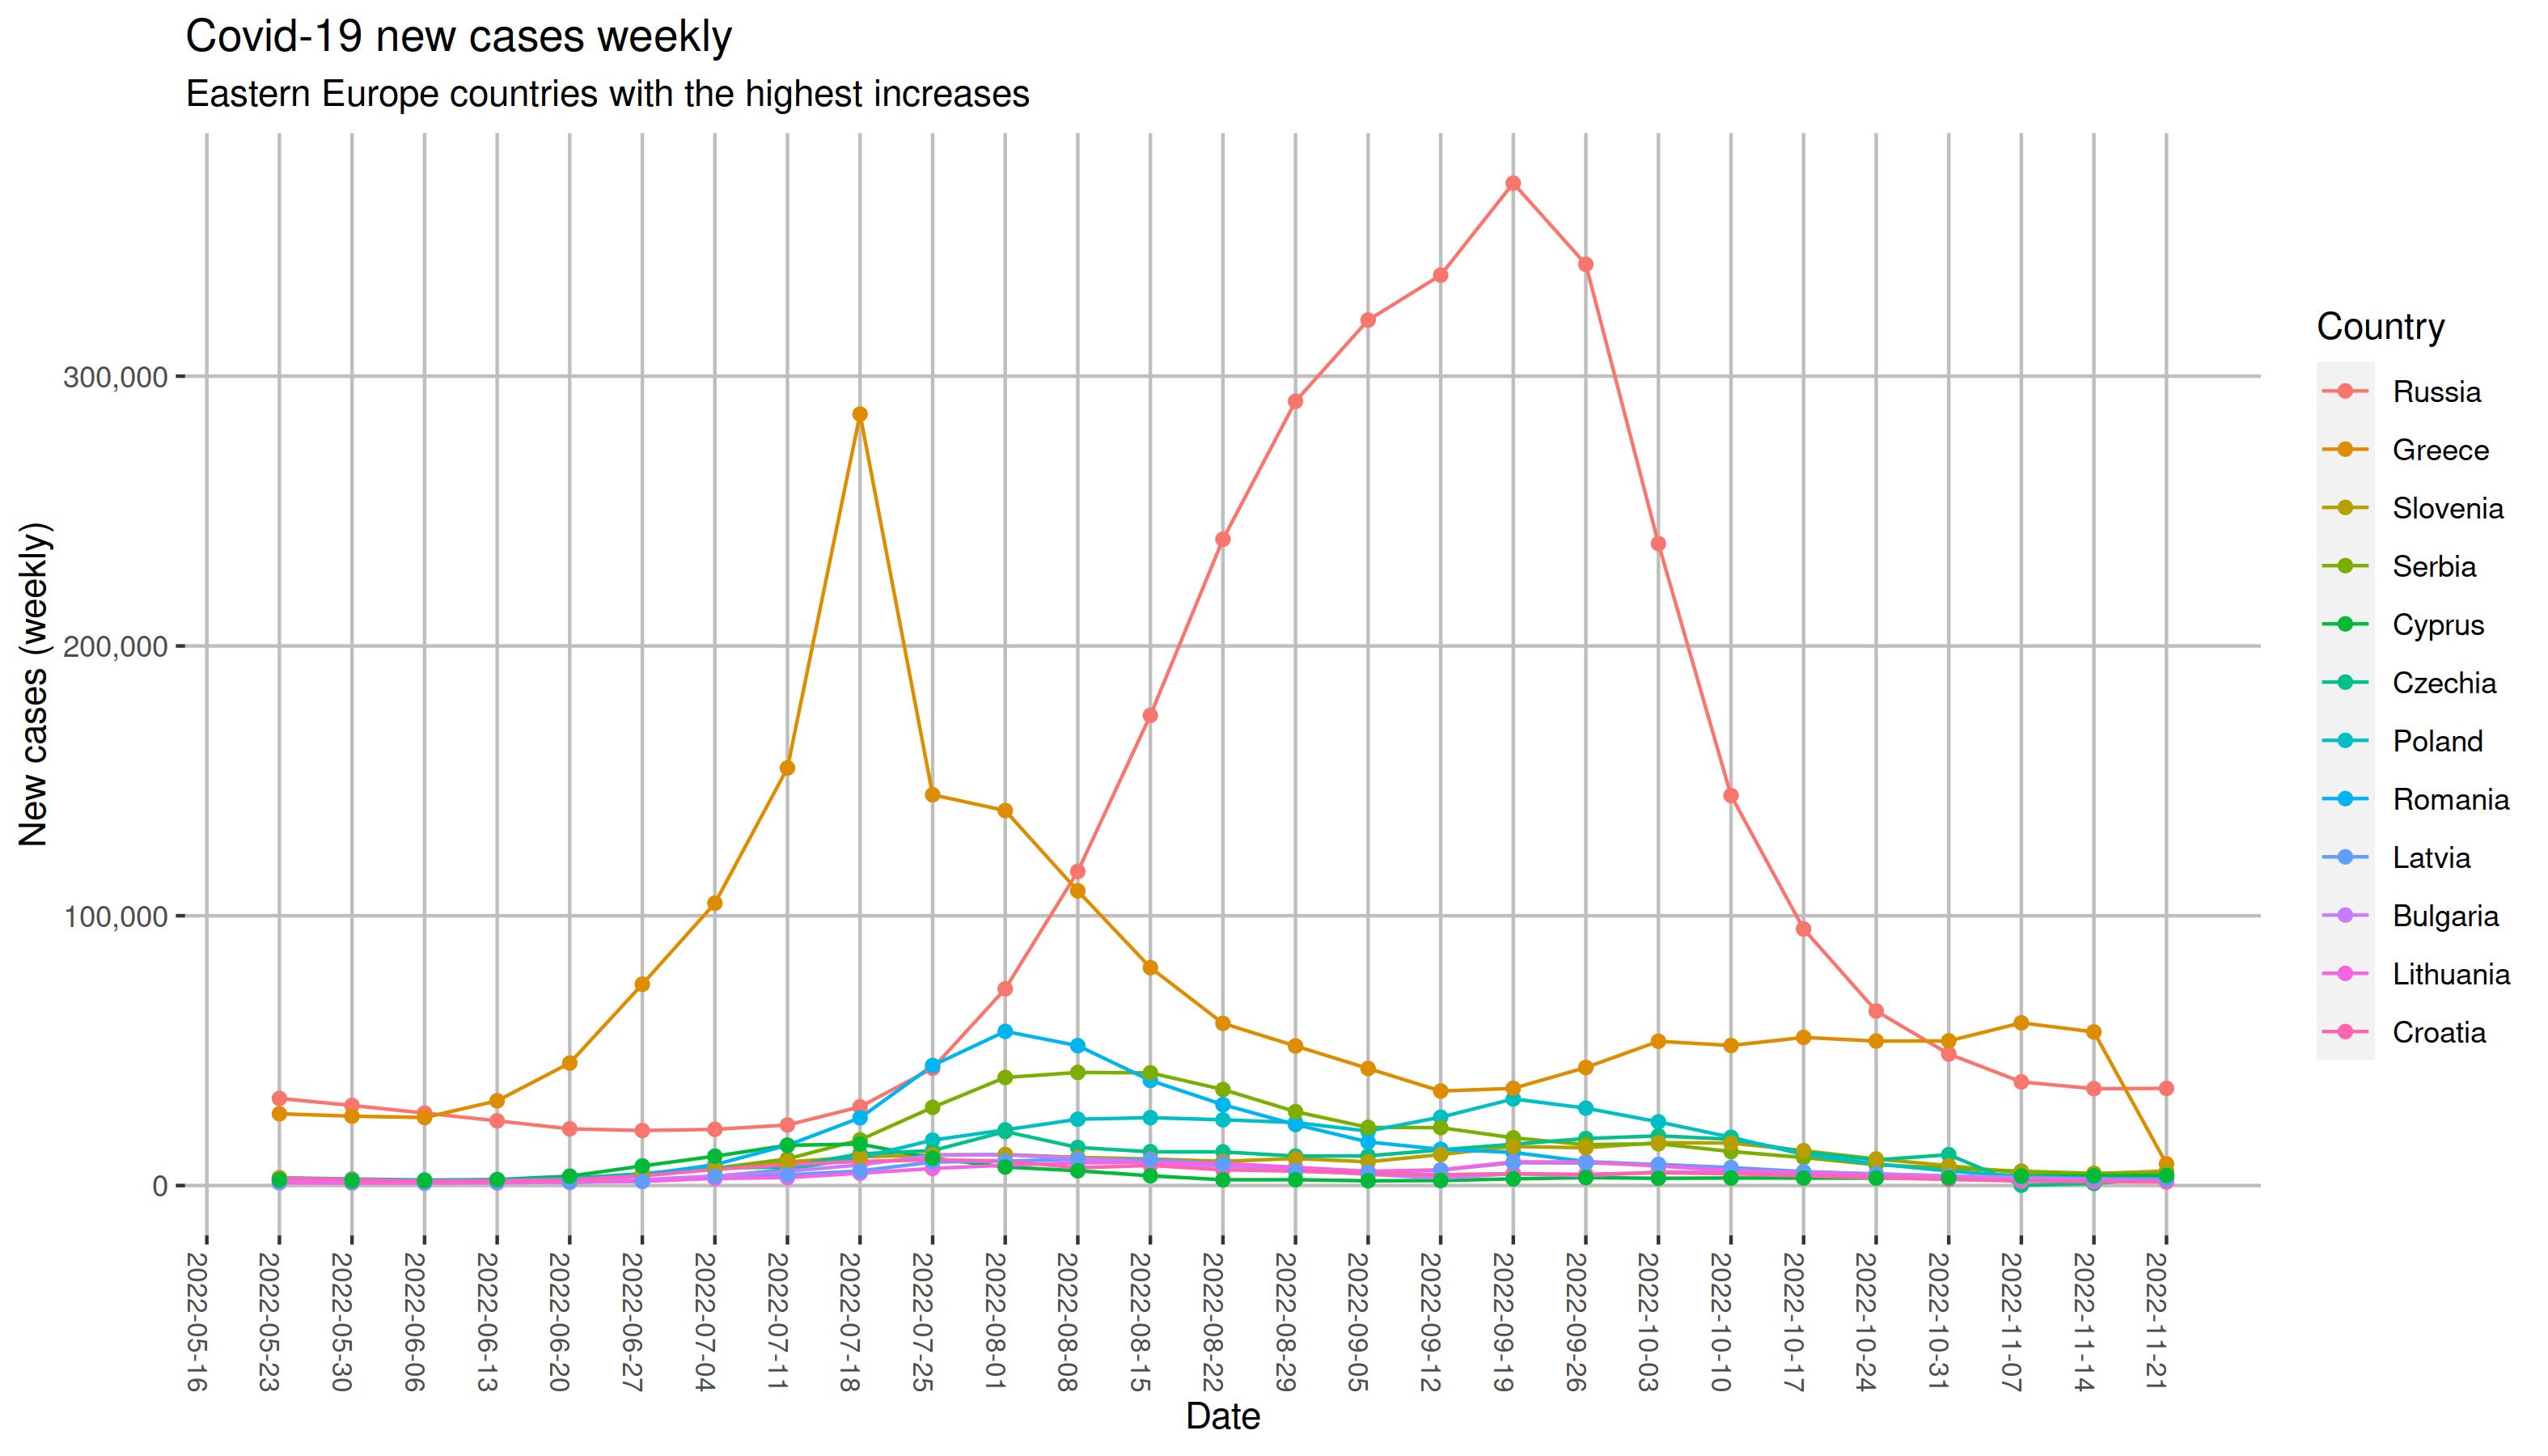 Covid-19 new cases weekly
Eastern Europe countries with the highest increases
New cases (weekly)
300,000
200,000
100,000
0
2022-05-16
2022-05-23
2022-05-30
2022-06-06
2022-06-13
2022-06-20
2022-06-27
2022-07-04
2022-07-11
2022-07-18
2022-07-25
2022-08-01
2022-08-08
2022-08-15
2022-08-22
2022-08-29
2022-09-05
2022-09-12
2022-09-19
2022-09-26
2022-10-03
2022-10-10
2022-10-17
2022-10-24
2022-10-31
2022-11-07
2022-11-14
2022-11-21
Date
Country
Russia
Greece
Slovenia
Serbia
Cyprus
Czechia
Poland
Romania
Latvia
Bulgaria
Lithuania
Croatia